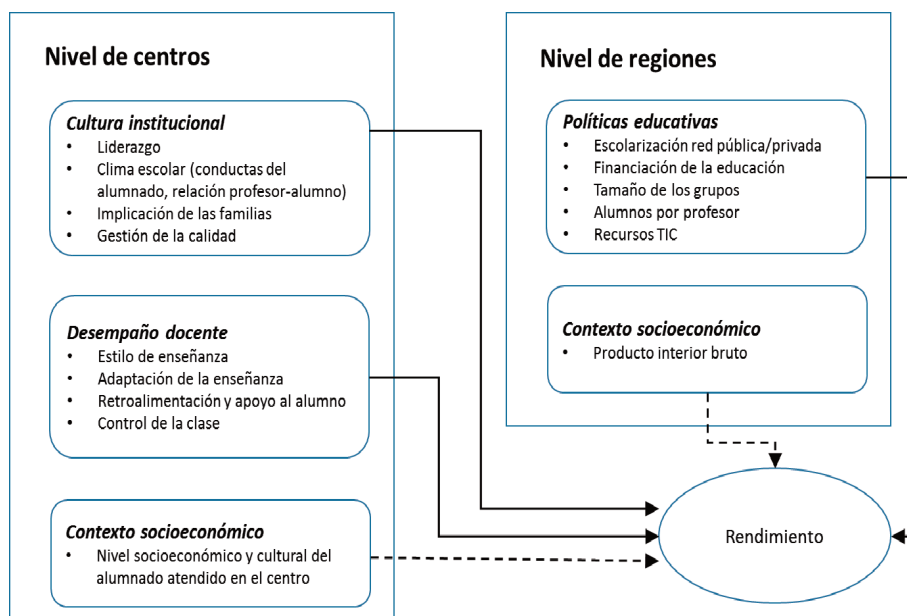 Nivel de centros
Cultura institucional
• Liderazgo
• Clima escolar (conductas del
alumnado, relación profesor-alumno)
• Implicación de las familias
• Gestión de la calidad
Desempaño docente
• Estilo de enseñanza
• Adaptación de la enseñanza
• Retroalimentación y apoyo al alumno
• Control de la clase
Contexto socioeconómico
• Nivel socioeconómico y cultural del
alumnado atendido en el centro
Nivel de regiones
Políticas educativas
• Escolarización red pública/privada
• Financiación de la educación
• Tamaño de los grupos
• Alumnos por profesor
• Recursos TIC
Contexto socioeconómico
• Producto interior bruto
Rendimiento